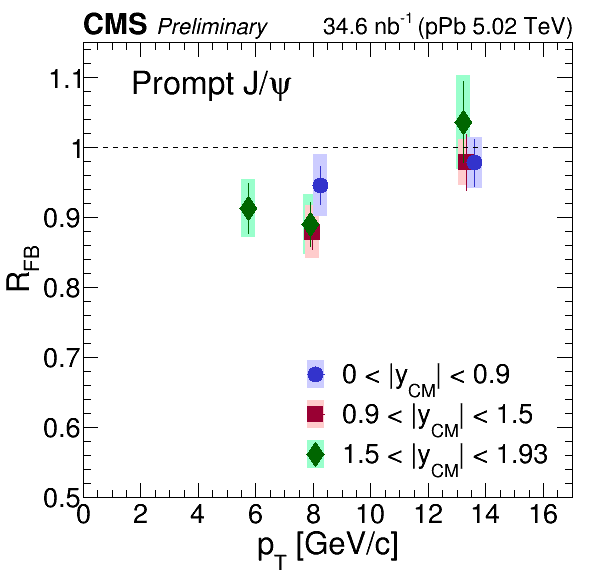 CMS Preliminary 34.6 nb⁻¹ (pPb 5.02 TeV)
Prompt J/ψ
1.1
1
0.9
0.8
0.7
0.6
0.5
R_FB
0 < |y_CM| < 0.9
0.9 < |y_CM| < 1.5
1.5 < |y_CM| < 1.93
0 2 4 6 8 10 12 14 16
p_T [GeV/c]